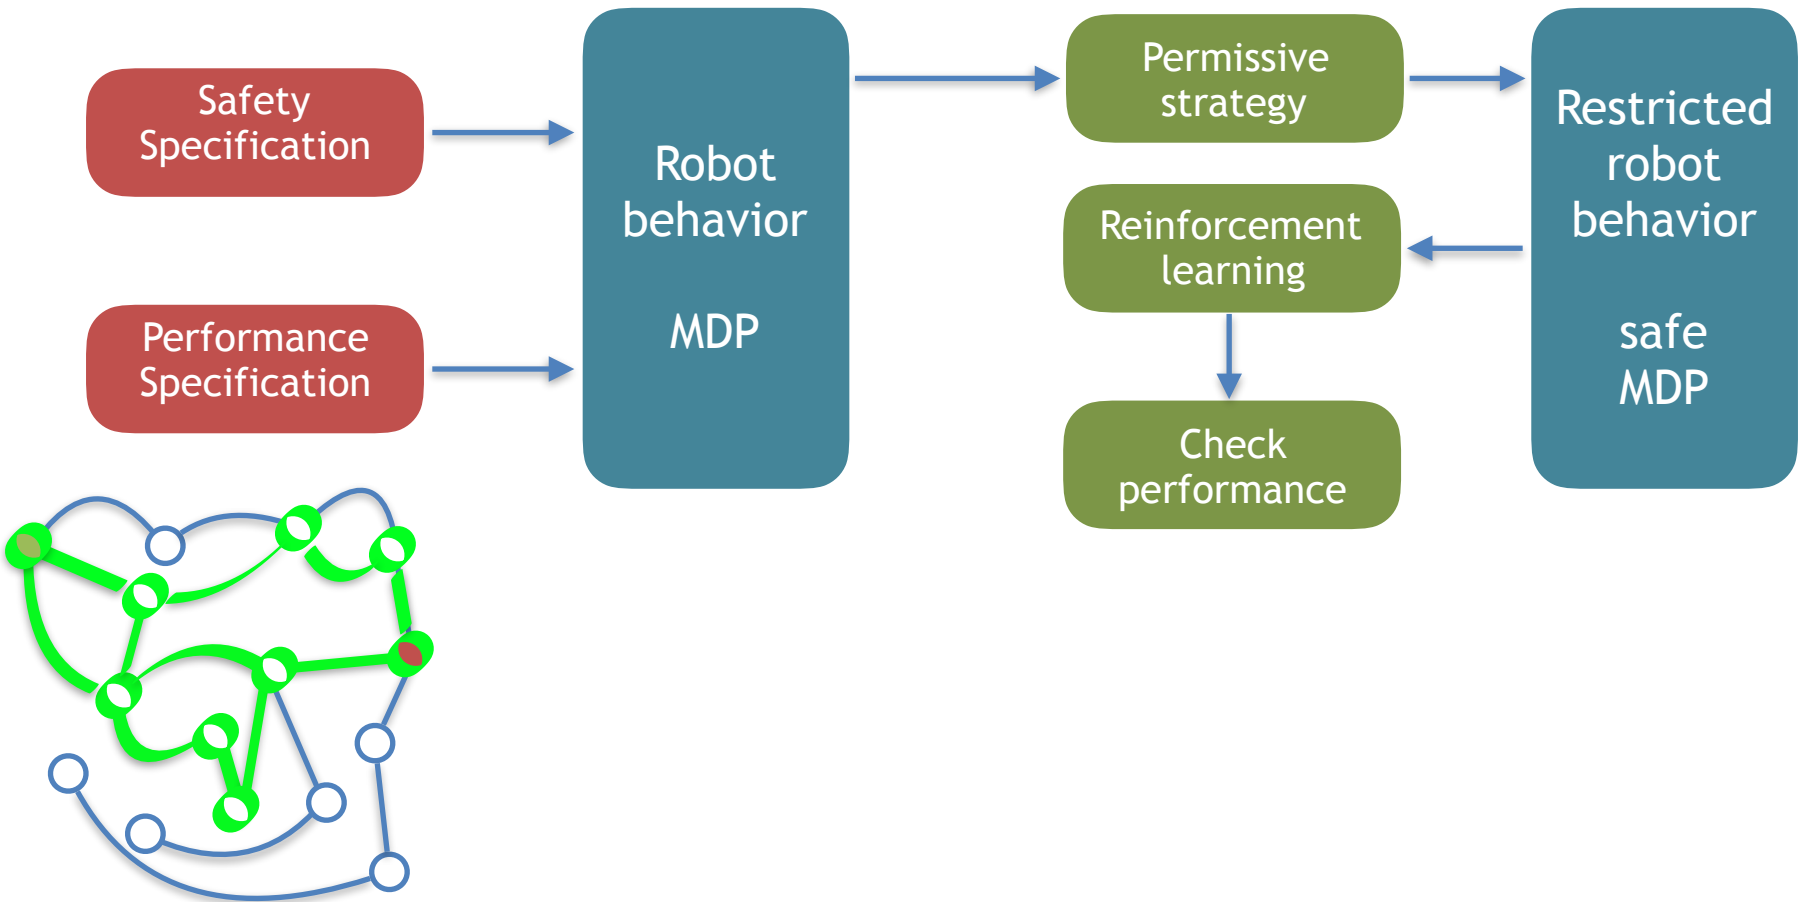 Safety
Specification
Performance
Specification
Robot
behavior
MDP
Permissive
strategy
Reinforcement
learning
Check
performance
Restricted
robot
behavior
safe
MDP